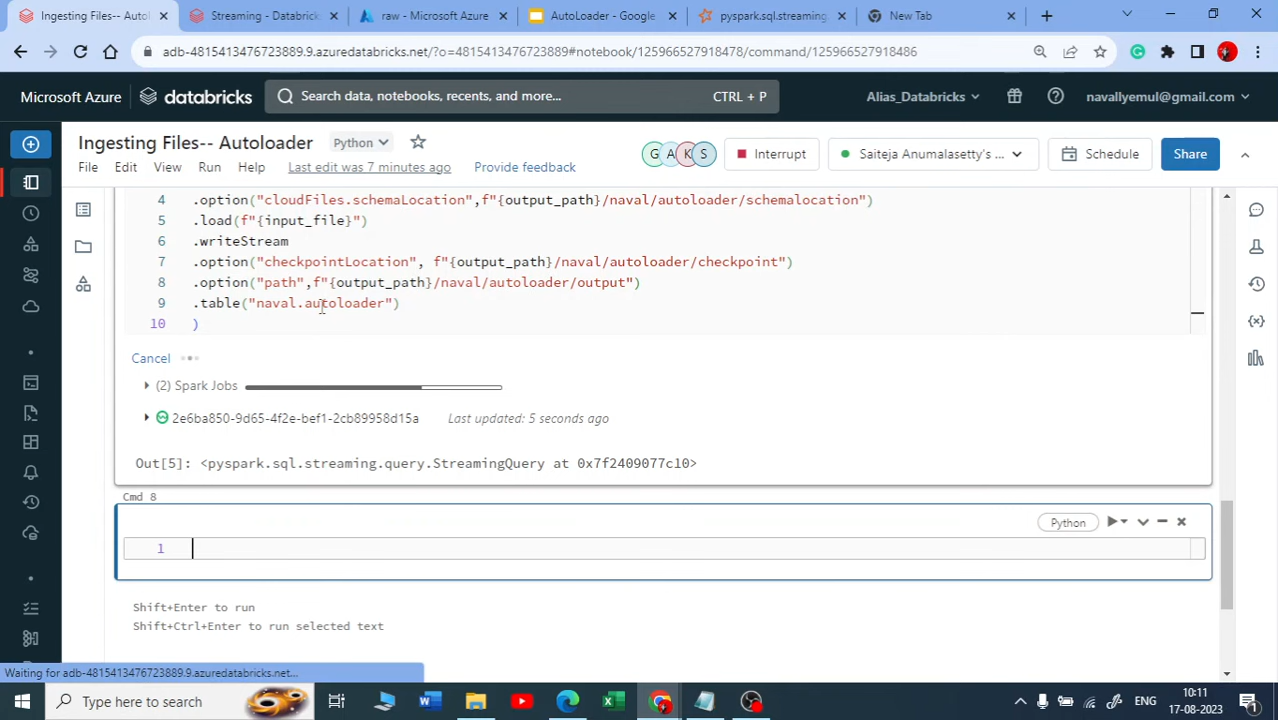 Ingesting Files-- Autol
Streaming - Databrick
raw - Microsoft Azure
AutoLoader - Google
pyspark.sql.streaming
New Tab
adb-4815413476723889.9.azuredatabricks.net/?o=4815413476723889#notebook/125966527918478/command/125966527918486
Microsoft Azure
databricks
Search data, notebooks, recents, and more...
CTRL + P
Alias_Databricks
navallyemul@gmail.com
Ingesting Files-- Autoloader
Python
G A K S
Interrupt
Saiteja Anumalasetty's ...
Schedule
Share
File Edit View Run Help
Last edit was 7 minutes ago
Provide feedback
4 .option("cloudFiles.schemaLocation",f"{output_path}/naval/autoloader/schemalocation")
5 .load(f"{input_file}")
6 .writeStream
7 .option("checkpointLocation", f"{output_path}/naval/autoloader/checkpoint")
8 .option("path",f"{output_path}/naval/autoloader/output")
9 .table("naval.autoloader")
10 )
Cancel
(2) Spark Jobs
2e6ba850-9d65-4f2e-bef1-2cb89958d15a Last updated: 5 seconds ago
Out[5]: <pyspark.sql.streaming.query.StreamingQuery at 0x7f2409077c10>
Cmd 8
Python
1
Shift+Enter to run
Shift+Ctrl+Enter to run selected text
Waiting for adb-4815413476723889.9.azuredatabricks.net...
Type here to search
ENG
10:11
17-08-2023
1